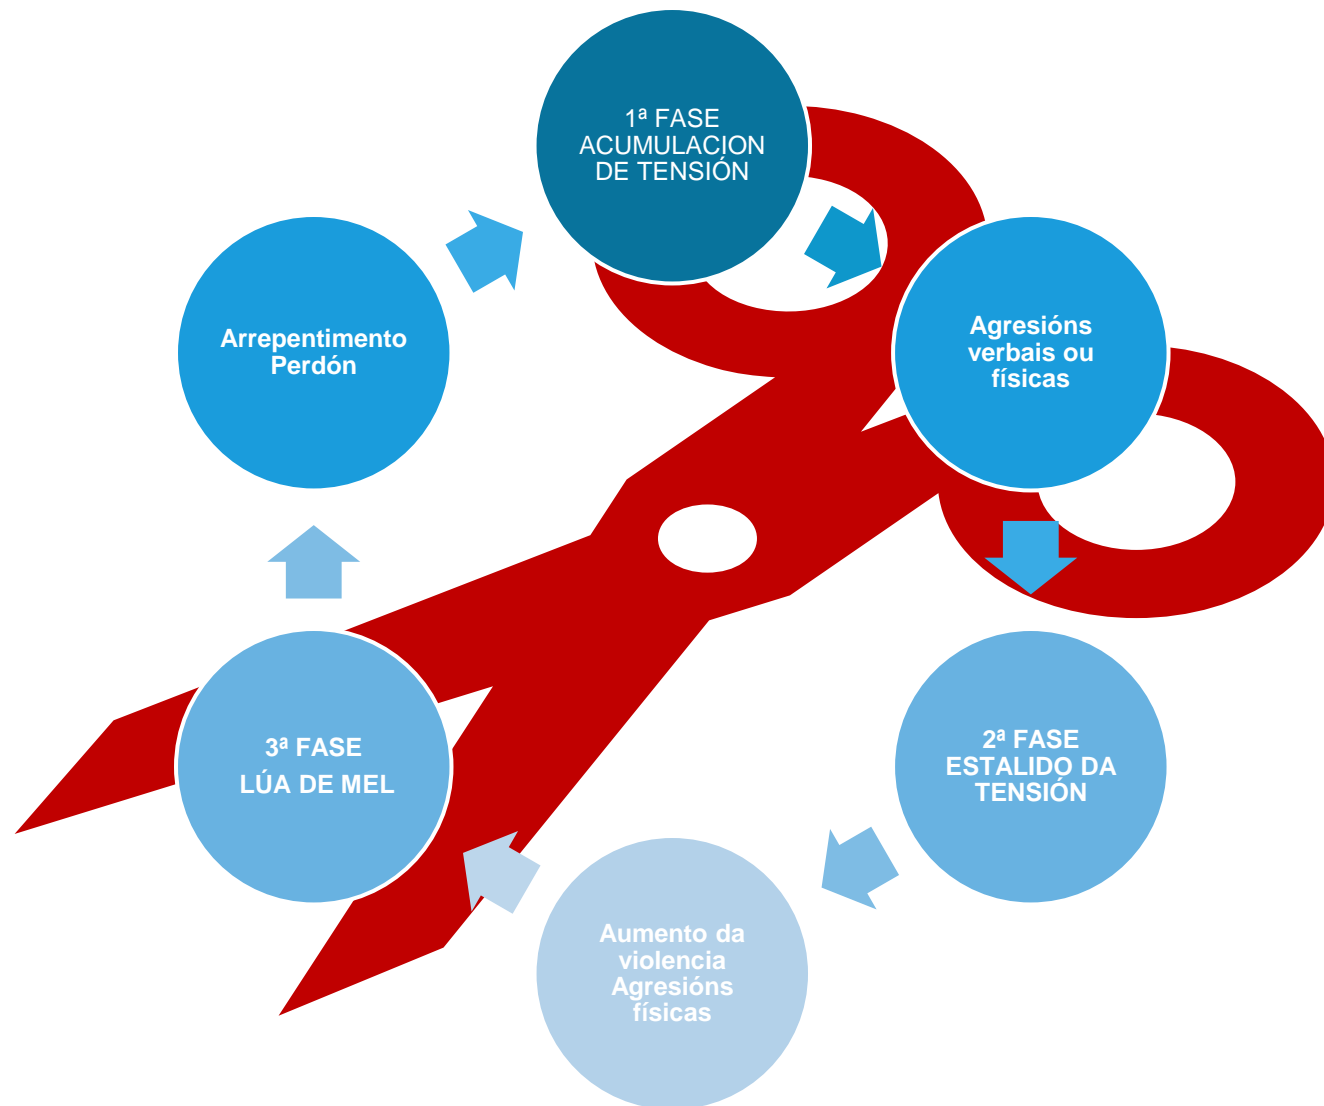 1ª FASE
ACUMULACION
DE TENSIÓN
Agresións
verbais ou
físicas
2ª FASE
ESTALIDO DA
TENSIÓN
Aumento da
violencia
Agresións
físicas
3ª FASE
LÚA DE MEL
Arrepentimento
Perdón